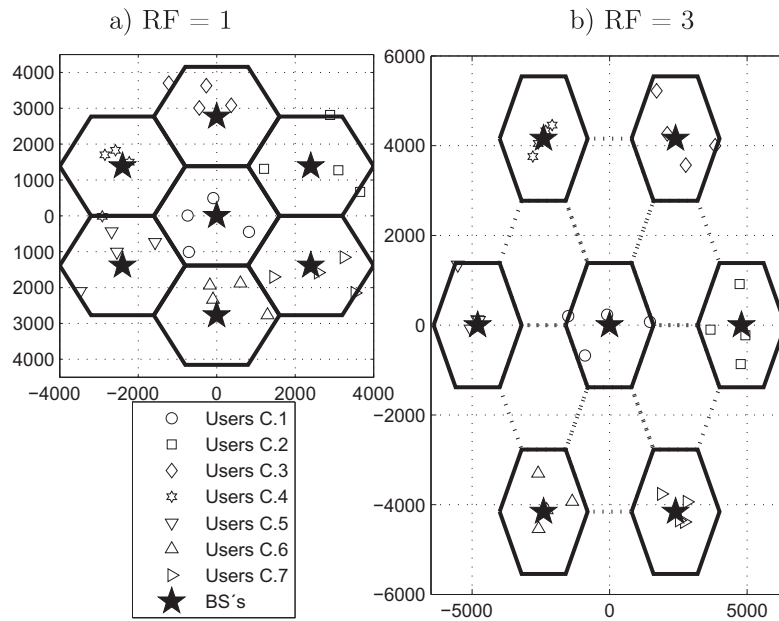 a) RF = 1
4000
3000
2000
1000
0
1000
2000
3000
4000
−4000 −2000 0 2000 4000
Users C.1
Users C.2
Users C.3
Users C.4
Users C.5
Users C.6
Users C.7
BS´s
b) RF = 3
6000
4000
2000
0
−2000
−4000
−6000
−5000 0 5000